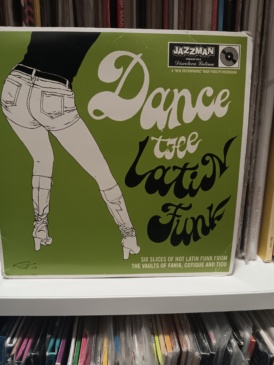 JAZZMAN
Dance
the
Latin
Funk
SIX SLICES OF HOT LATIN FUNK FROM
THE VAULTS OF FANIA, COTIQUE AND TICO